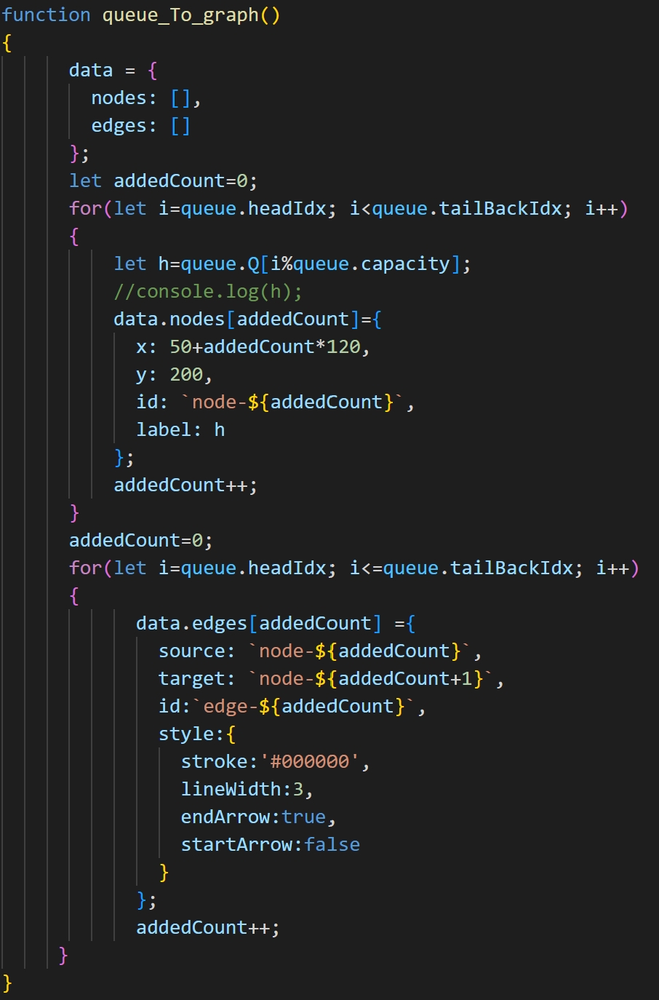 function queue_To_graph()
{
data = {
nodes: [],
edges: []
};
let addedCount=0;
for(let i=queue.headIdx; i<queue.tailBackIdx; i++)
{
let h=queue.Q[i%queue.capacity];
//console.log(h);
data.nodes[addedCount]={
x: 50+addedCount*120,
y: 200,
id: `node-${addedCount}`,
label: h
};
addedCount++;
}
addedCount=0;
for(let i=queue.headIdx; i<=queue.tailBackIdx; i++)
{
data.edges[addedCount] ={
source: `node-${addedCount}`,
target: `node-${addedCount+1}`,
id:`edge-${addedCount}`,
style:{
stroke:'#000000',
lineWidth:3,
endArrow:true,
startArrow:false
}
};
addedCount++;
}
}